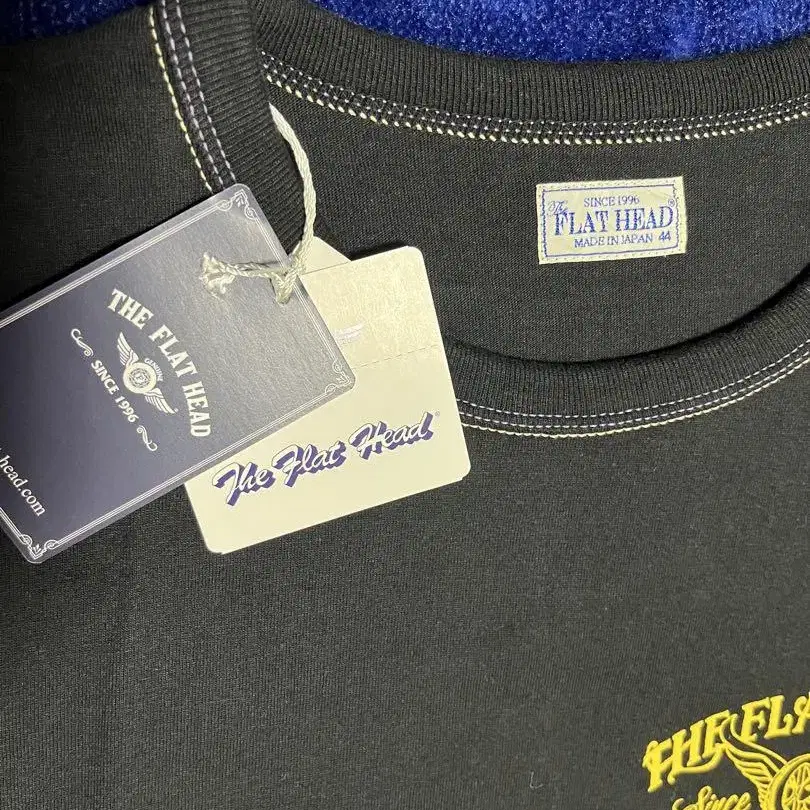 SINCE 1996
The
FLAT HEAD®
MADE IN JAPAN 44
THE FLAT HEAD
SINCE 1996
head.com
The Flat Head®
THE FLA
Since